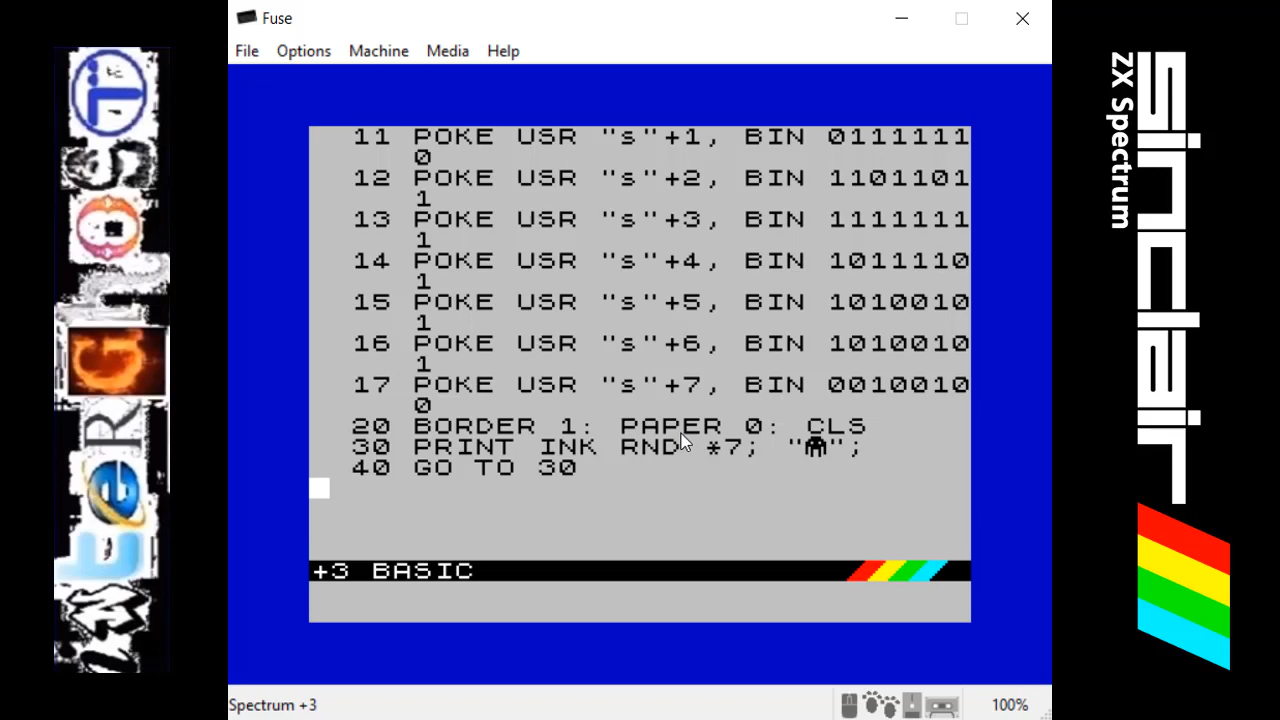 Fuse
File Options Machine Media Help
11 POKE USR "s"+1, BIN 0111111
0
12 POKE USR "s"+2, BIN 1101101
1
13 POKE USR "s"+3, BIN 1111111
1
14 POKE USR "s"+4, BIN 1011110
1
15 POKE USR "s"+5, BIN 1010010
1
16 POKE USR "s"+6, BIN 1010010
1
17 POKE USR "s"+7, BIN 0010010
0
20 BORDER 1: PAPER 0: CLS
30 PRINT INK RND *7; "";
40 GO TO 30
+3 BASIC
Spectrum +3
100%
sinclair
ZX Spectrum